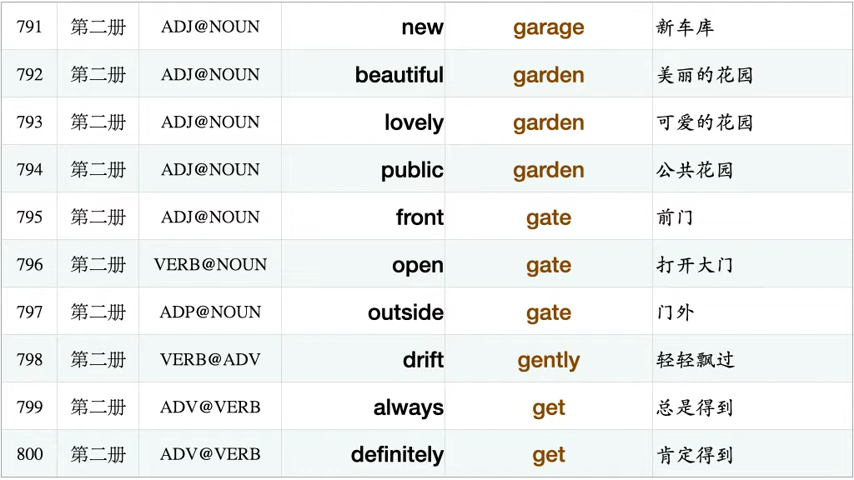 791 第二册 ADJ@NOUN new garage 新车库
792 第二册 ADJ@NOUN beautiful garden 美丽的花园
793 第二册 ADJ@NOUN lovely garden 可爱的花园
794 第二册 ADJ@NOUN public garden 公共花园
795 第二册 ADJ@NOUN front gate 前门
796 第二册 VERB@NOUN open gate 打开大门
797 第二册 ADP@NOUN outside gate 门外
798 第二册 VERB@ADV drift gently 轻轻飘过
799 第二册 ADV@VERB always get 总是得到
800 第二册 ADV@VERB definitely get 肯定得到